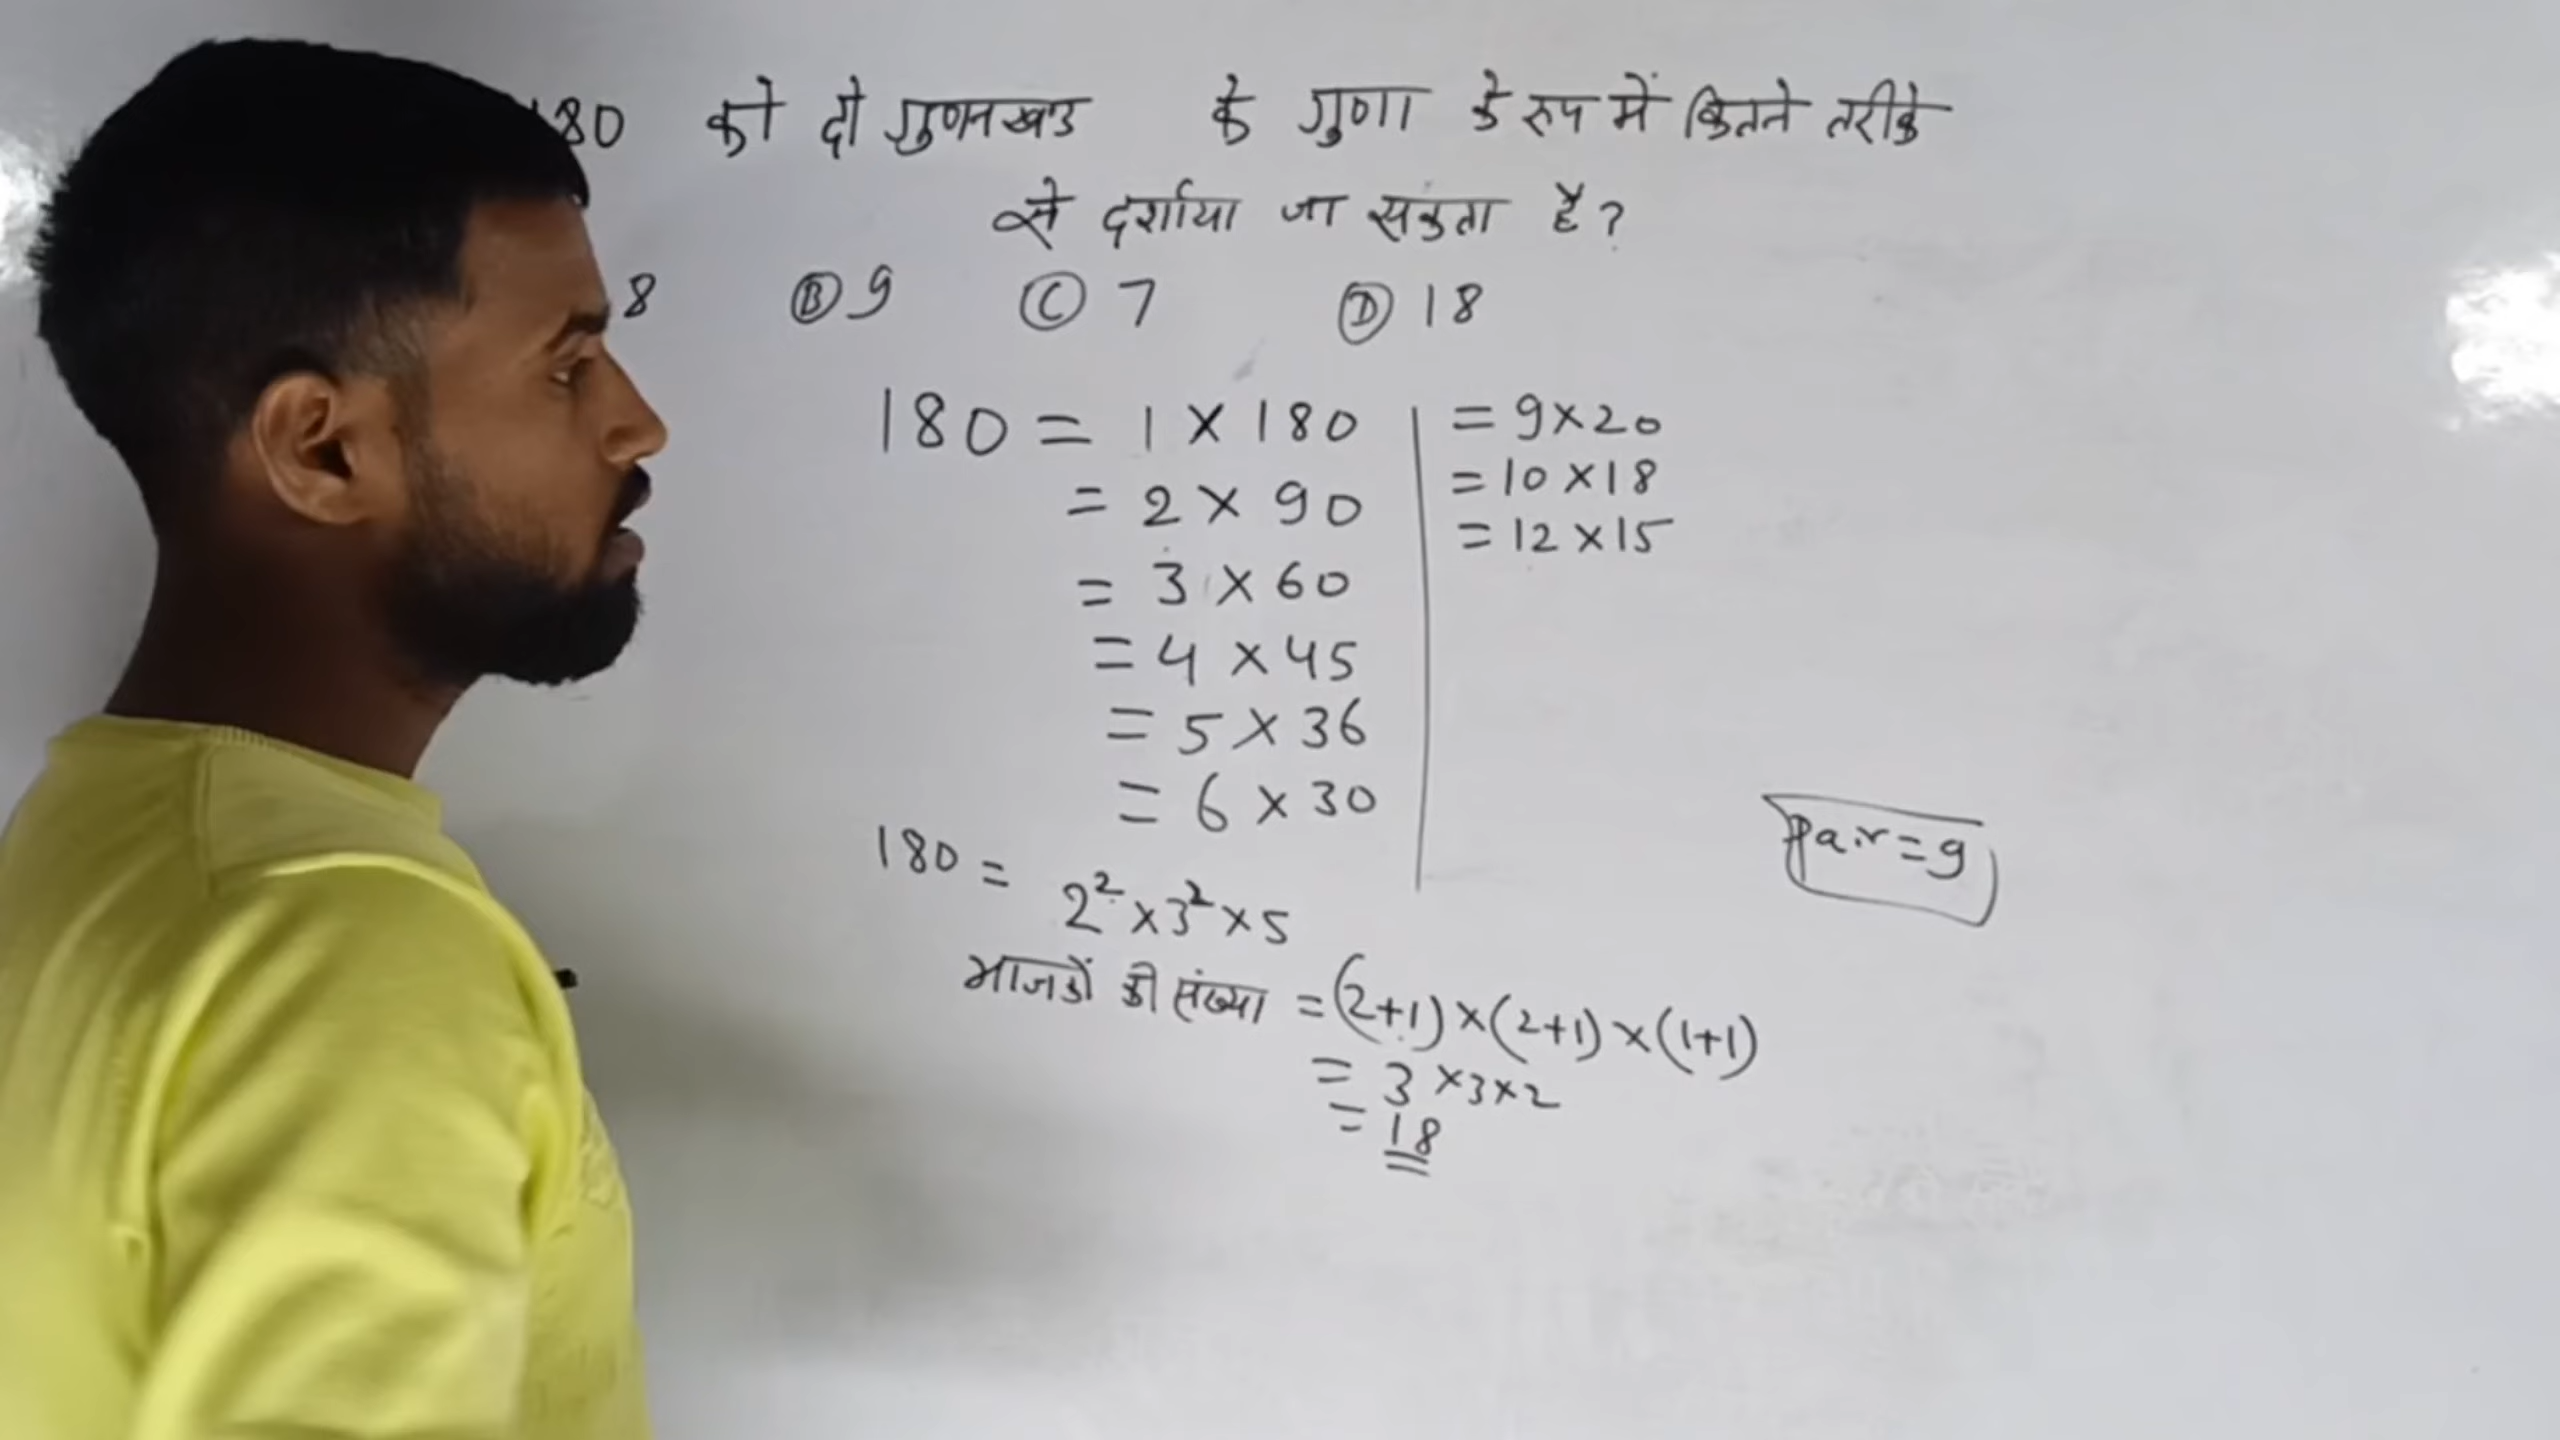 180 को दो गुणनखण्ड के गुणा के रुप में कितने तरीके
से दर्शाया जा सकता है?
8 Ⓑ 9 Ⓒ 7 Ⓓ 18
180 = 1 × 180
= 2 × 90
= 3 × 60
= 4 × 45
= 5 × 36
= 6 × 30
= 9 × 20
= 10 × 18
= 12 × 15
Pair = 9
180 = 2² × 3² × 5
भाजकों की संख्या = (2+1) × (2+1) × (1+1)
= 3 × 3 × 2
= 18